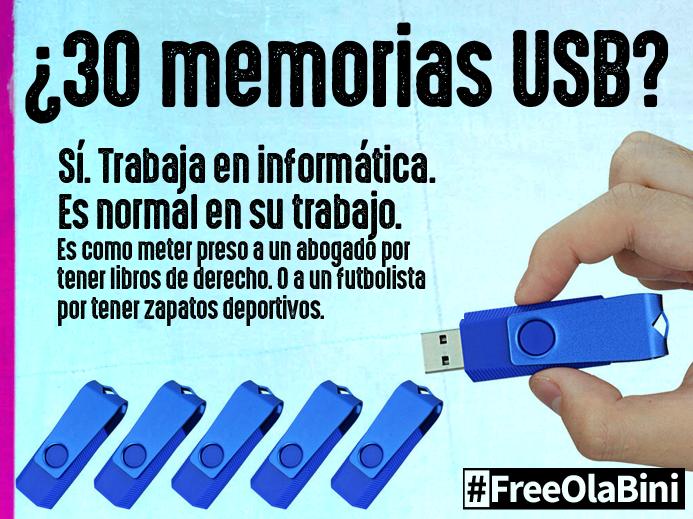 ¿30 memorias USB?
Sí. Trabaja en informática.
Es normal en su trabajo.
Es como meter preso a un abogado por
tener libros de derecho. O a un futbolista
por tener zapatos deportivos.
#FreeOlaBini